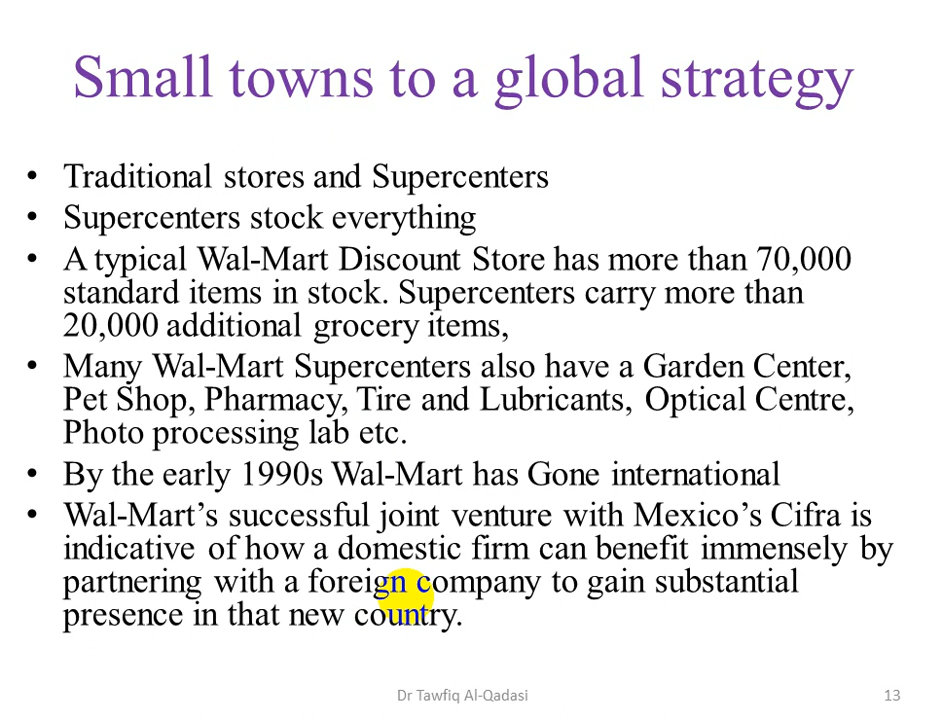 Small towns to a global strategy
• Traditional stores and Supercenters
• Supercenters stock everything
• A typical Wal-Mart Discount Store has more than 70,000
standard items in stock. Supercenters carry more than
20,000 additional grocery items,
• Many Wal-Mart Supercenters also have a Garden Center,
Pet Shop, Pharmacy, Tire and Lubricants, Optical Centre,
Photo processing lab etc.
• By the early 1990s Wal-Mart has Gone international
• Wal-Mart’s successful joint venture with Mexico’s Cifra is
indicative of how a domestic firm can benefit immensely by
partnering with a foreign company to gain substantial
presence in that new country.
Dr Tawfiq Al-Qadasi
13